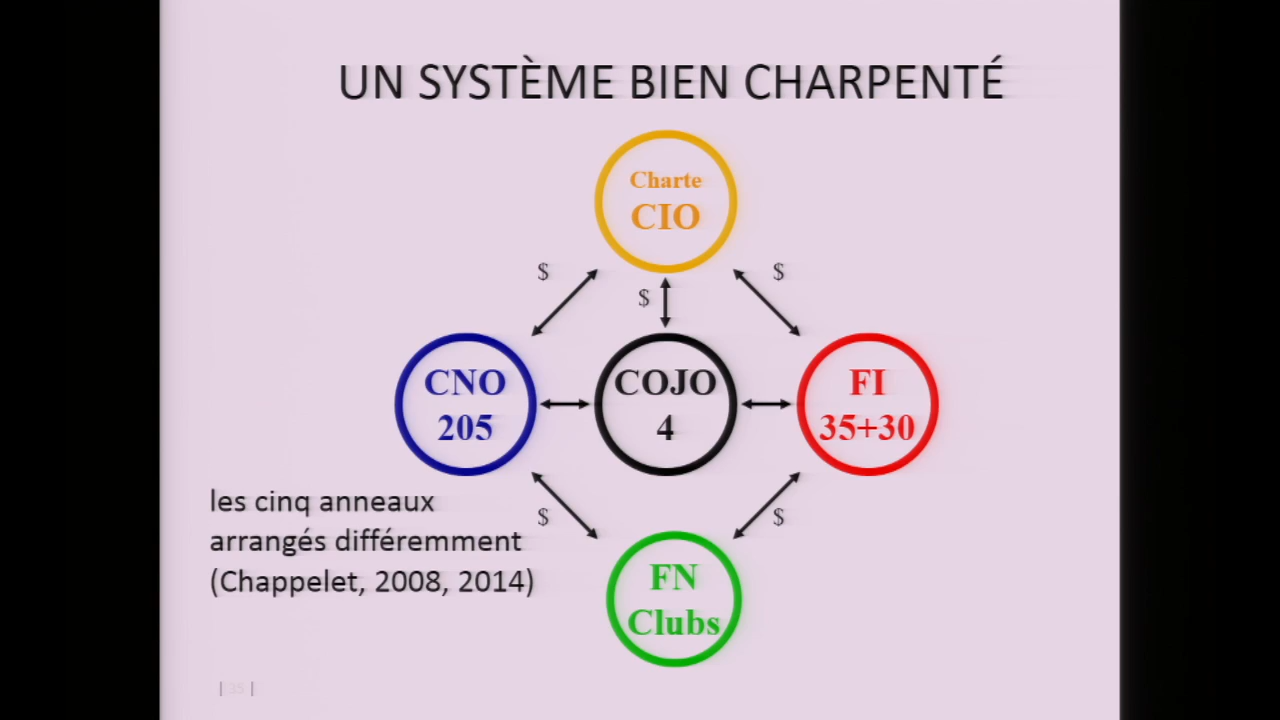 UN SYSTÈME BIEN CHARPENTÉ
Charte
CIO
$
$
$
CNO
205
COJO
4
FI
35+30
les cinq anneaux
arrangés différemment
(Chappelet, 2008, 2014)
$
$
FN
Clubs
| 25 |